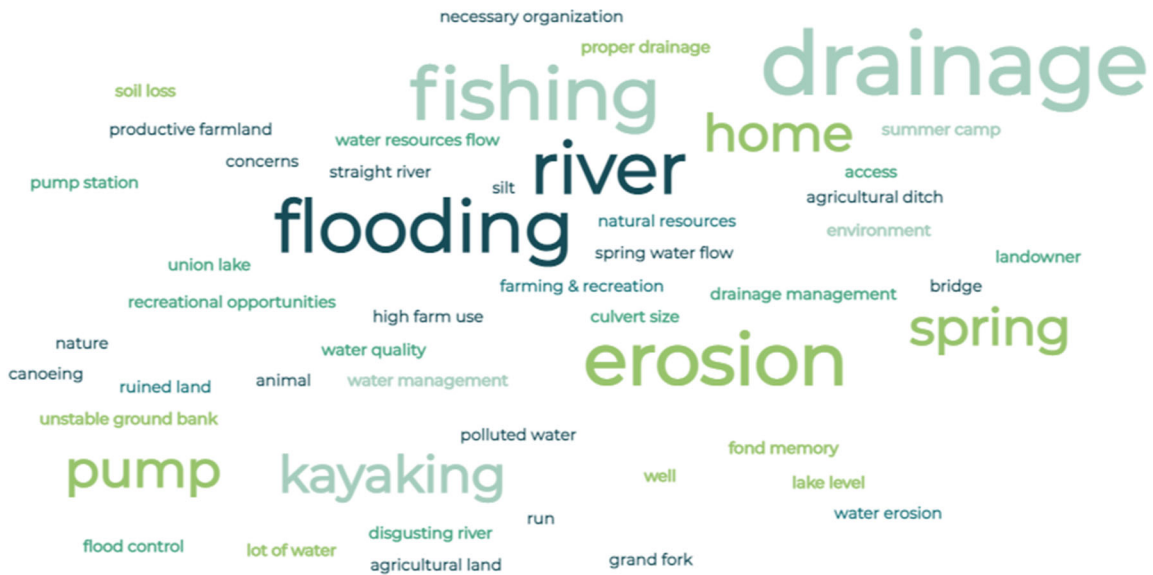 necessary organization
proper drainage
drainage
fishing
soil loss
productive farmland
water resources flow
home
summer camp
concerns
straight river
river
access
pump station
silt
agricultural ditch
flooding
natural resources
environment
spring water flow
landowner
union lake
farming & recreation
drainage management
bridge
recreational opportunities
high farm use
culvert size
spring
nature
water quality
erosion
canoeing
ruined land
animal
water management
unstable ground bank
polluted water
fond memory
pump
kayaking
well
lake level
run
water erosion
flood control
lot of water
disgusting river
agricultural land
grand fork